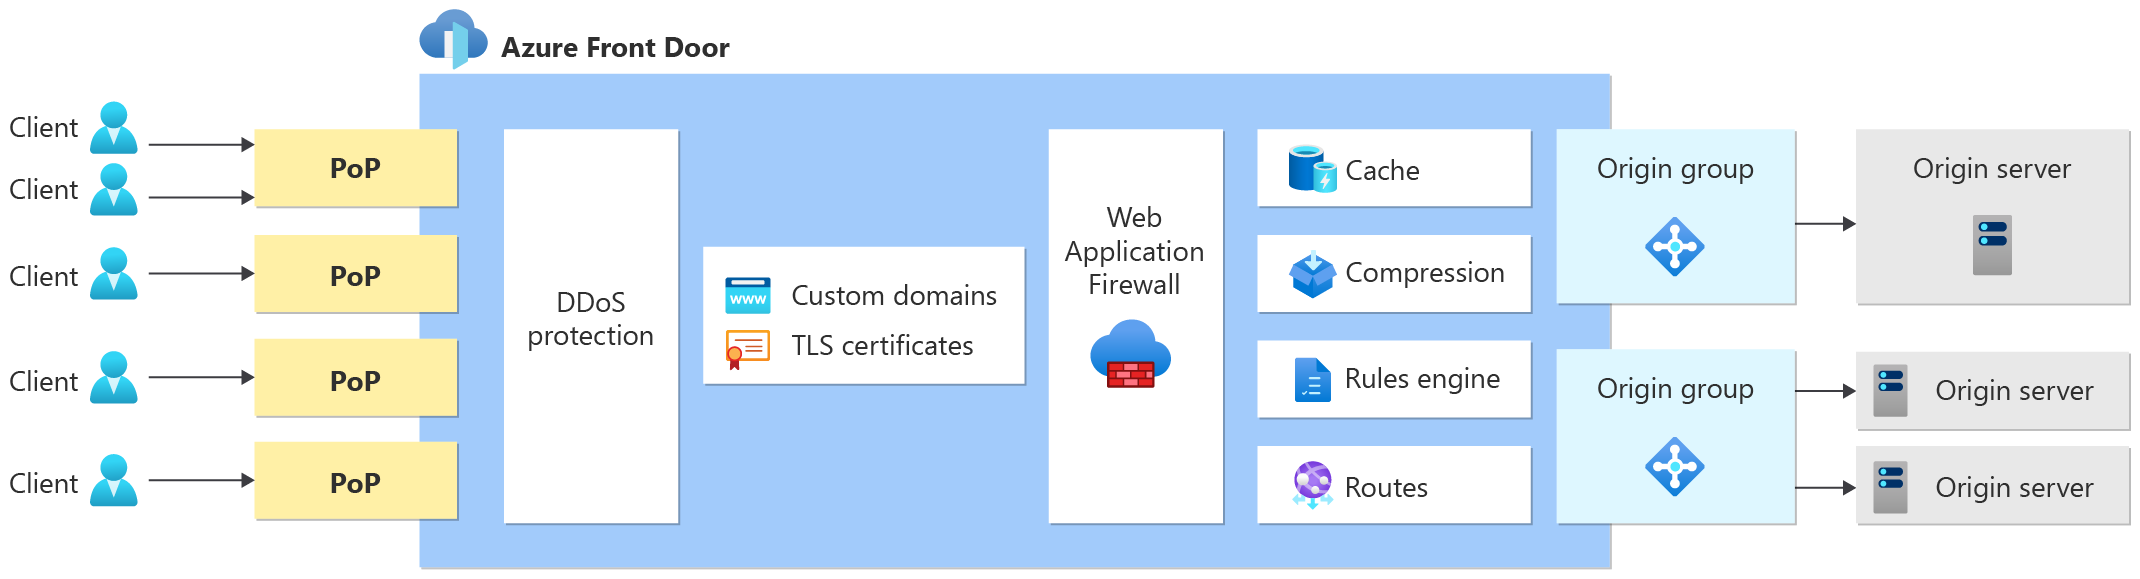 Azure Front Door
Client
Client
Client
Client
Client
PoP
PoP
PoP
PoP
DDoS
protection
www
Custom domains
TLS certificates
Web
Application
Firewall
Cache
Compression
Rules engine
Routes
Origin group
Origin group
Origin server
Origin server
Origin server